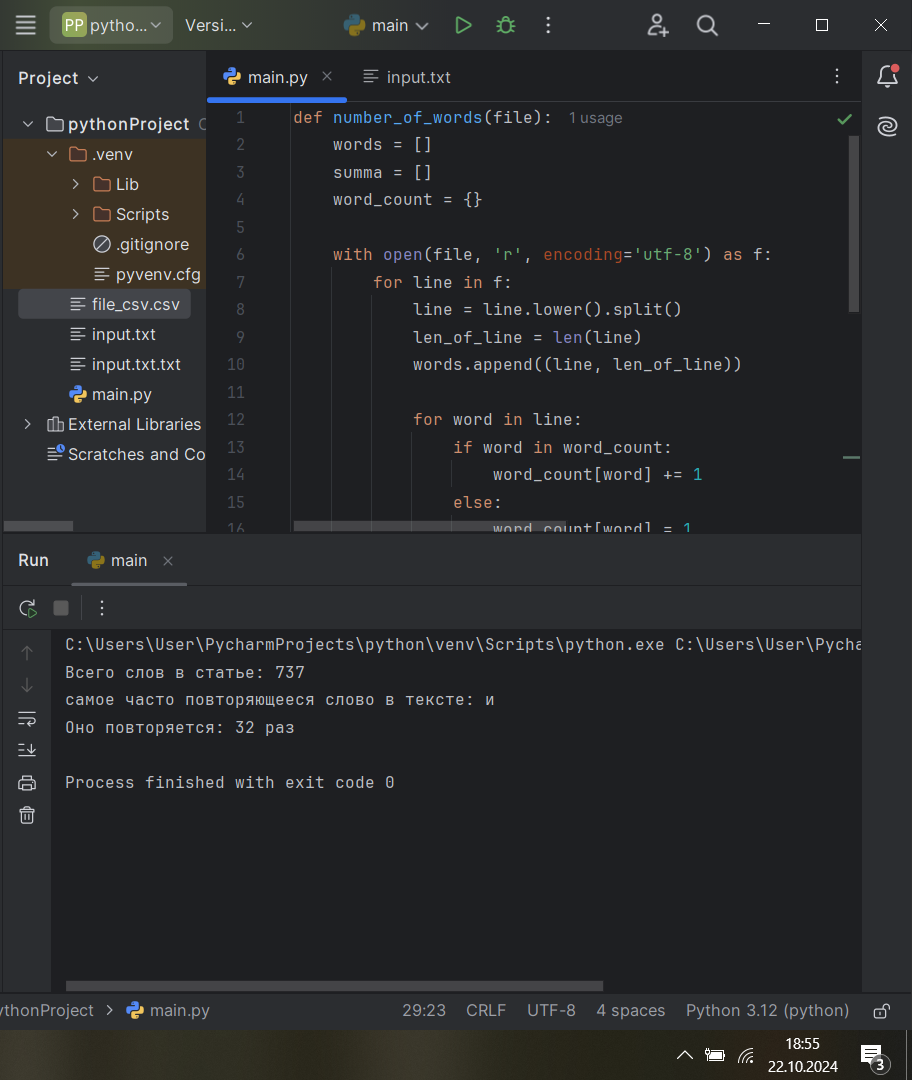 PP pytho... Versi... main
Project
main.py
input.txt
pythonProject
.venv
Lib
Scripts
.gitignore
pyvenv.cfg
file_csv.csv
input.txt
input.txt.txt
main.py
External Libraries
Scratches and Co
1 def number_of_words(file): 1 usage
2 words = []
3 summa = []
4 word_count = {}
5
6 with open(file, 'r', encoding='utf-8') as f:
7 for line in f:
8 line = line.lower().split()
9 len_of_line = len(line)
10 words.append((line, len_of_line))
11
12 for word in line:
13 if word in word_count:
14 word_count[word] += 1
15 else:
16 word_count[word] = 1
Run main
C:\Users\User\PycharmProjects\python\venv\Scripts\python.exe C:\Users\User\Pycha
Всего слов в статье: 737
самое часто повторяющееся слово в тексте: и
Оно повторяется: 32 раз
Process finished with exit code 0
ythonProject > main.py 29:23 CRLF UTF-8 4 spaces Python 3.12 (python)
18:55
22.10.2024
3